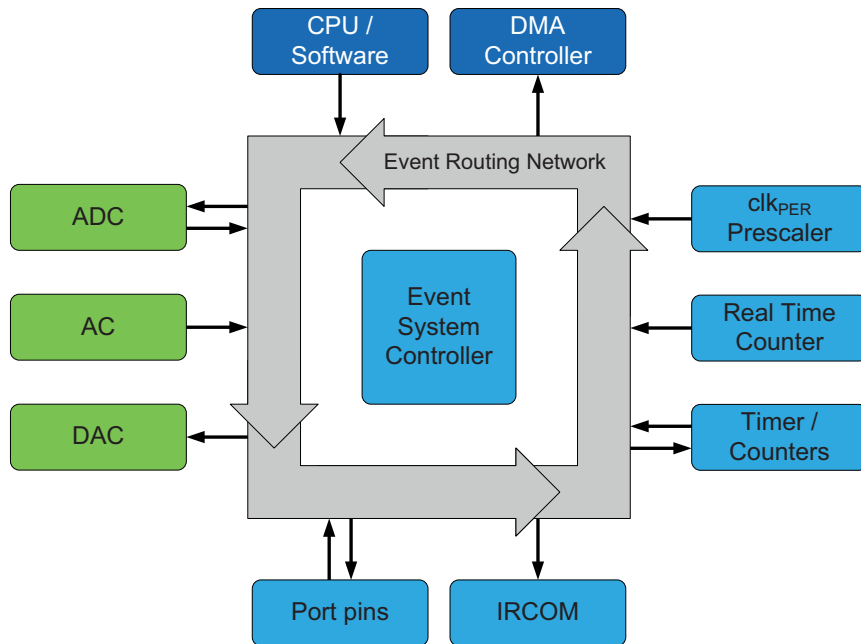 CPU /
Software
DMA
Controller
Event Routing Network
ADC
clkPER
Prescaler
Event
System
Controller
AC
Real Time
Counter
DAC
Timer /
Counters
Port pins
IRCOM